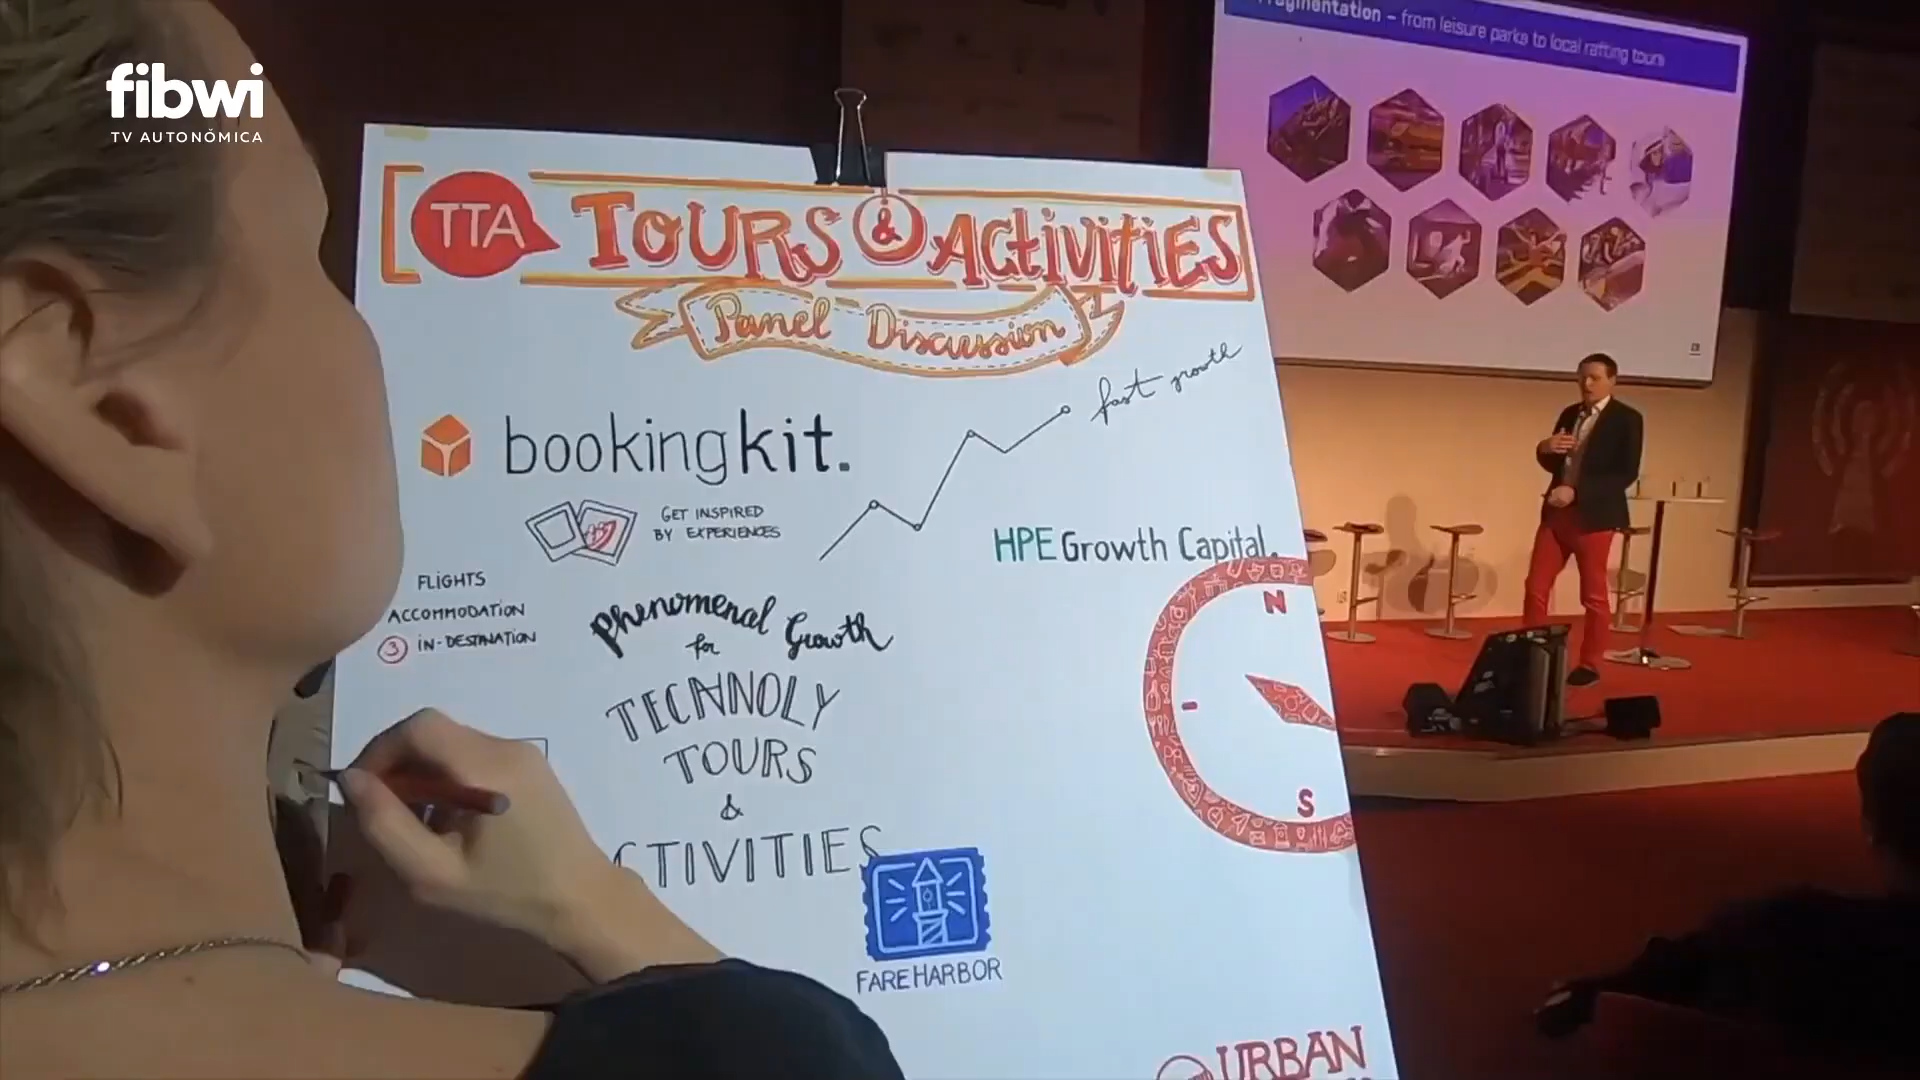 fibwi
TV AUTONÓMICA
– from leisure parks to local rafting tours
TTA TOURS & ACTIVITIES
Panel Discussion
fast growth
bookingkit.
GET INSPIRED
BY EXPERIENCES
HPE Growth Capital.
FLIGHTS
ACCOMMODATION
3 IN-DESTINATION
Phenomenal Growth
for
TECHNOLY
TOURS
&
CTIVITIES
N
-
S
FAREHARBOR
URBAN